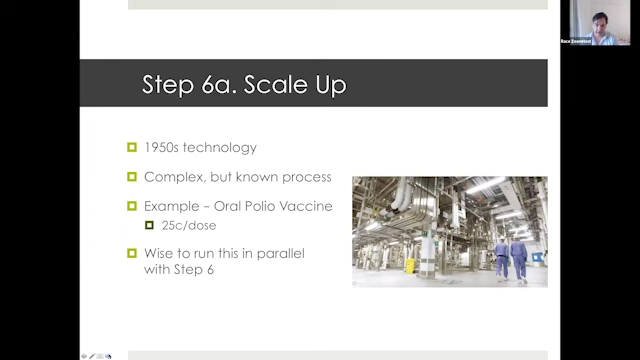 Step 6a. Scale Up
1950s technology
Complex, but known process
Example – Oral Polio Vaccine
25c/dose
Wise to run this in parallel
with Step 6